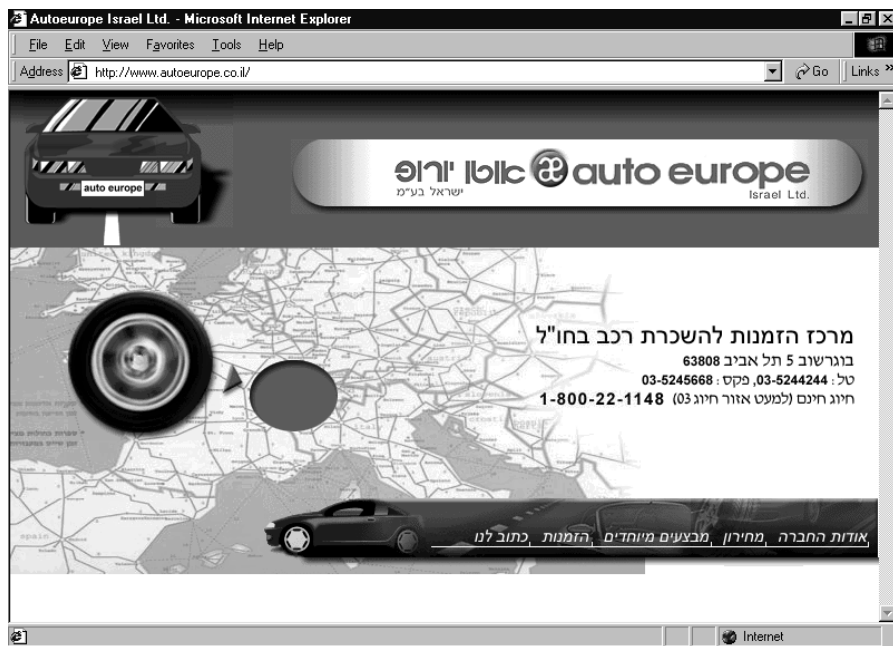 Autoeurope Israel Ltd. - Microsoft Internet Explorer
File Edit View Favorites Tools Help
Address http://www.autoeurope.co.il/ Go Links
auto europe
אוטו יורופ æ auto europe
ישראל בע"מ Israel Ltd.
מרכז הזמנות להשכרת רכב בחו"ל
בוגרשוב 5 תל אביב 63808
טל: 03-5244244, פקס: 03-5245668
חיוג חינם (למעט אזור חיוג 03) 1-800-22-1148
spain
אודות החברה, מחירון, מבצעים מיוחדים, הזמנות, כתוב לנו
Internet